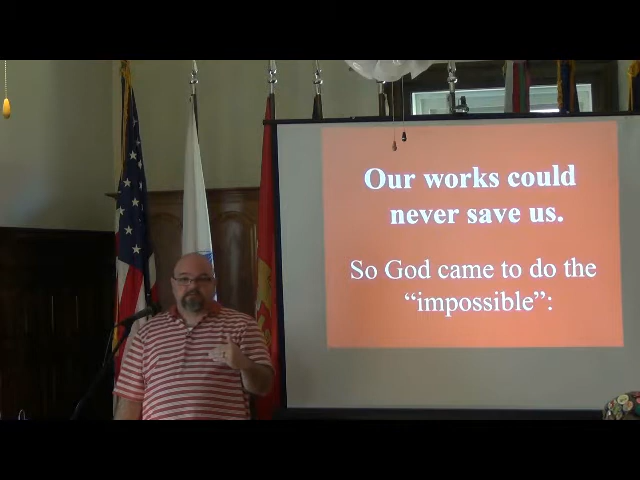 Our works could
never save us.
So God came to do the
“impossible”: